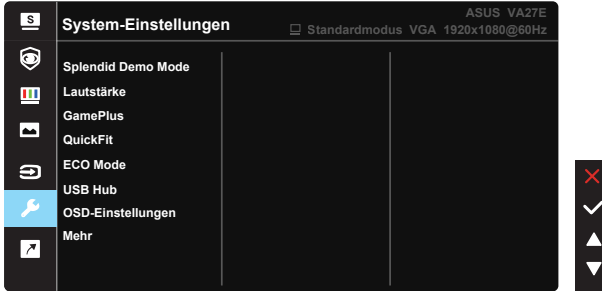 S
ASUS VA27E
System-Einstellungen
Standardmodus VGA 1920x1080@60Hz
Splendid Demo Mode
Lautstärke
GamePlus
QuickFit
ECO Mode
USB Hub
OSD-Einstellungen
Mehr